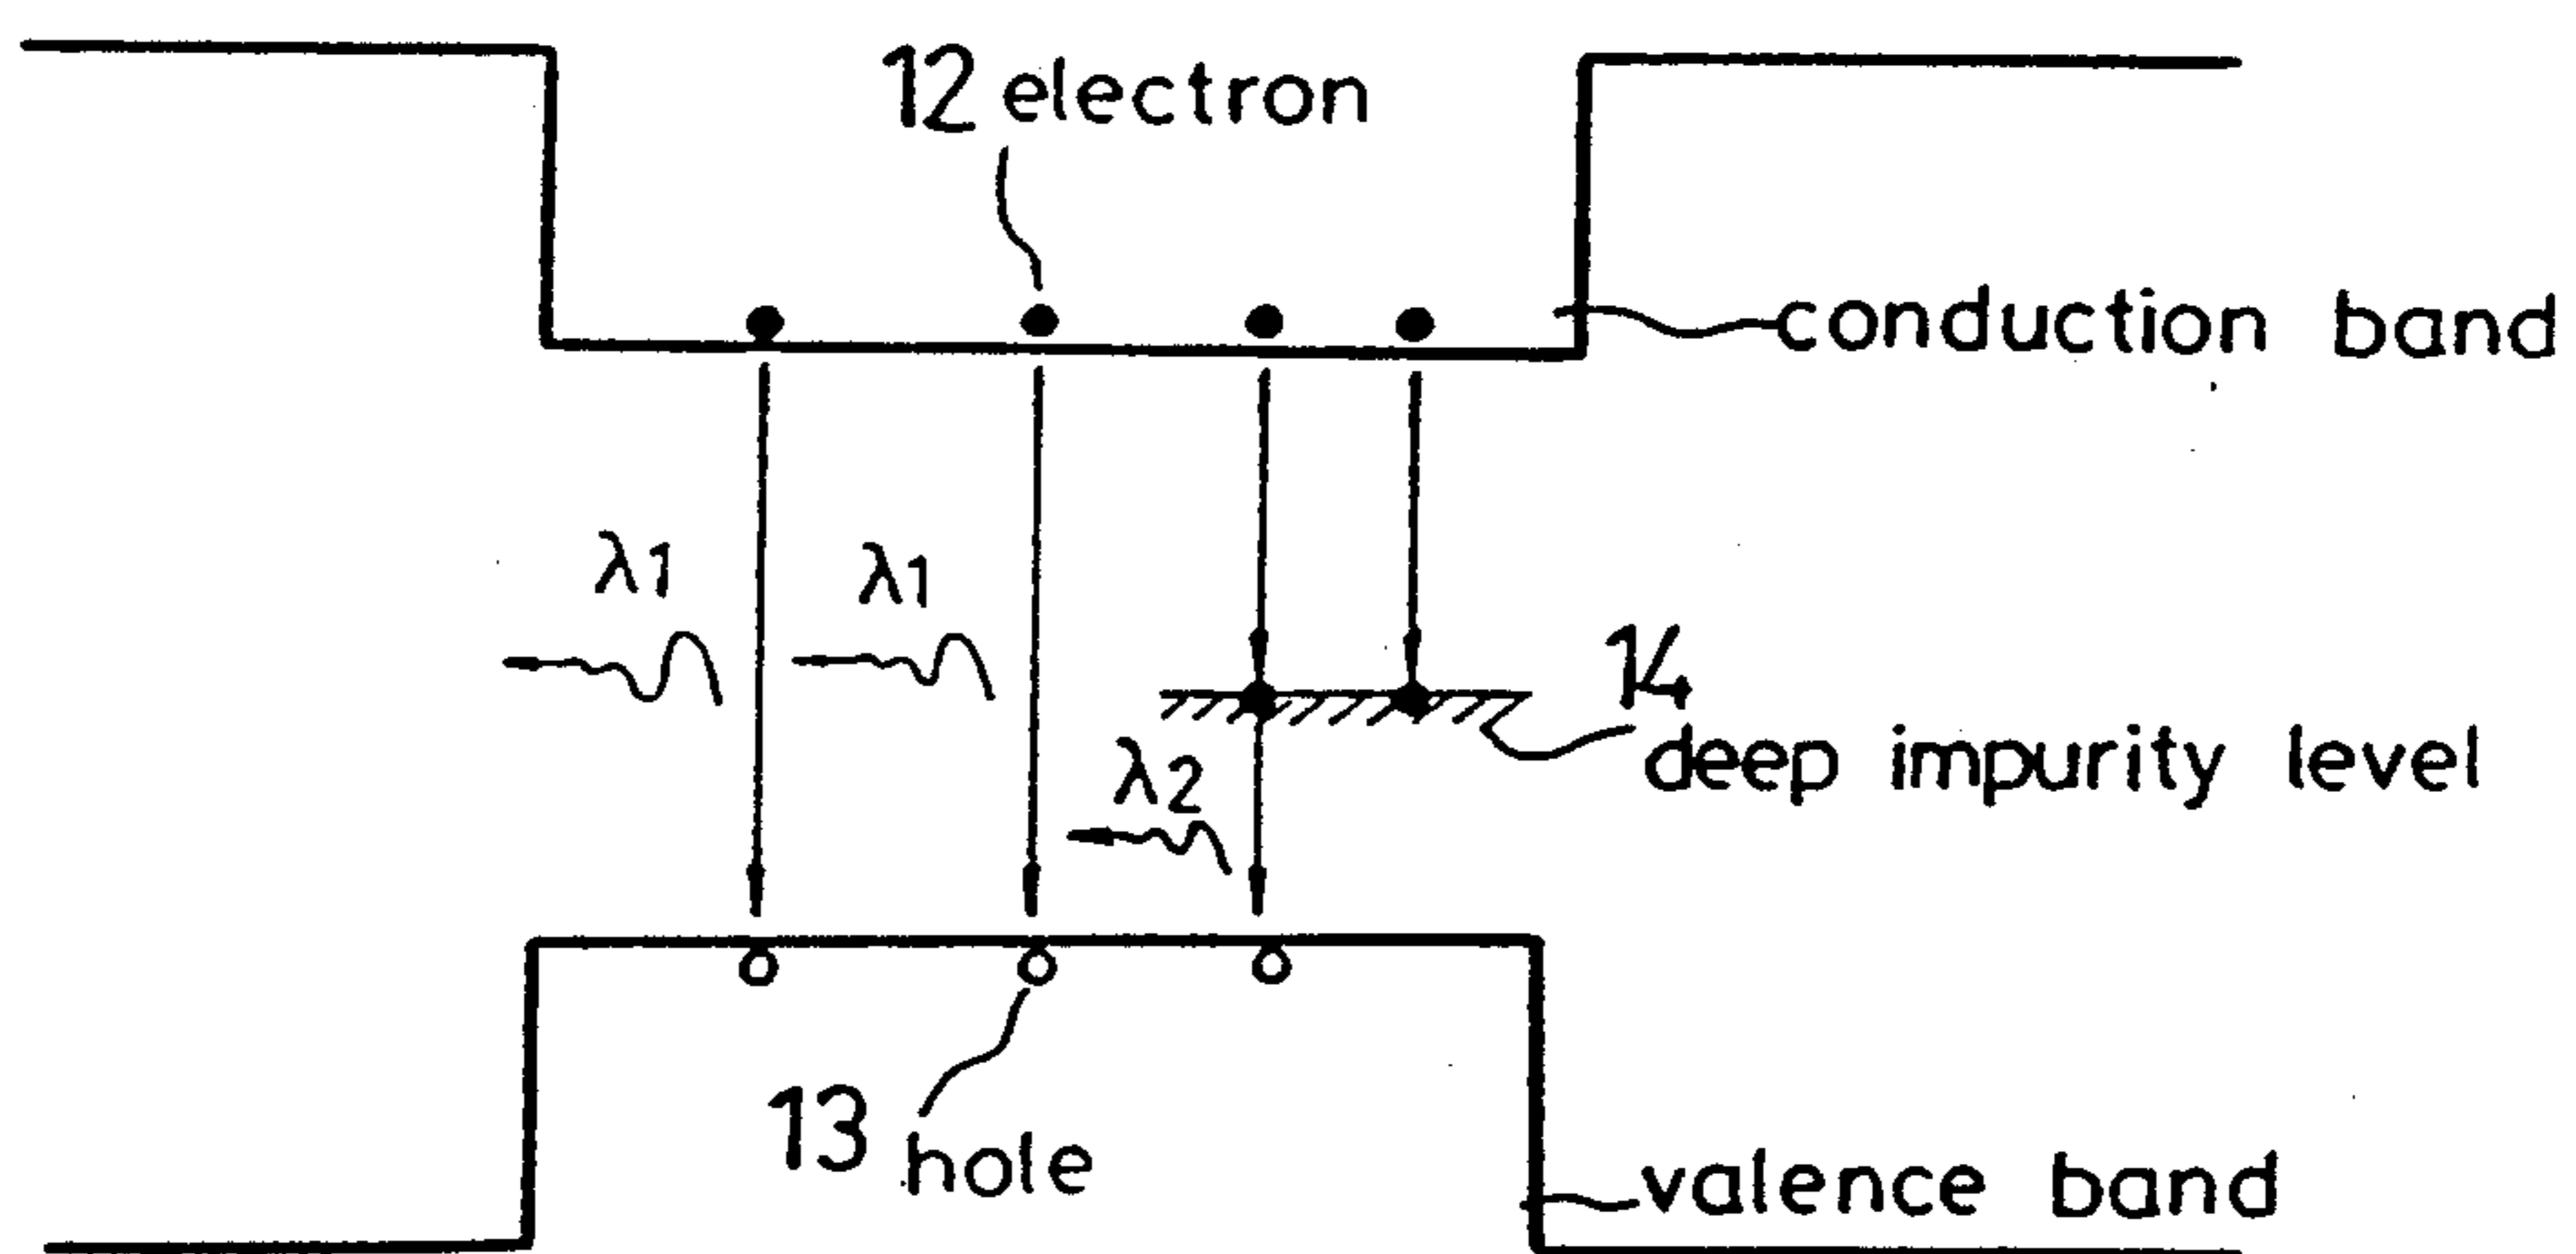 12 electron
conduction band
λ1
λ1
14
deep impurity level
λ2
13 hole
valence band